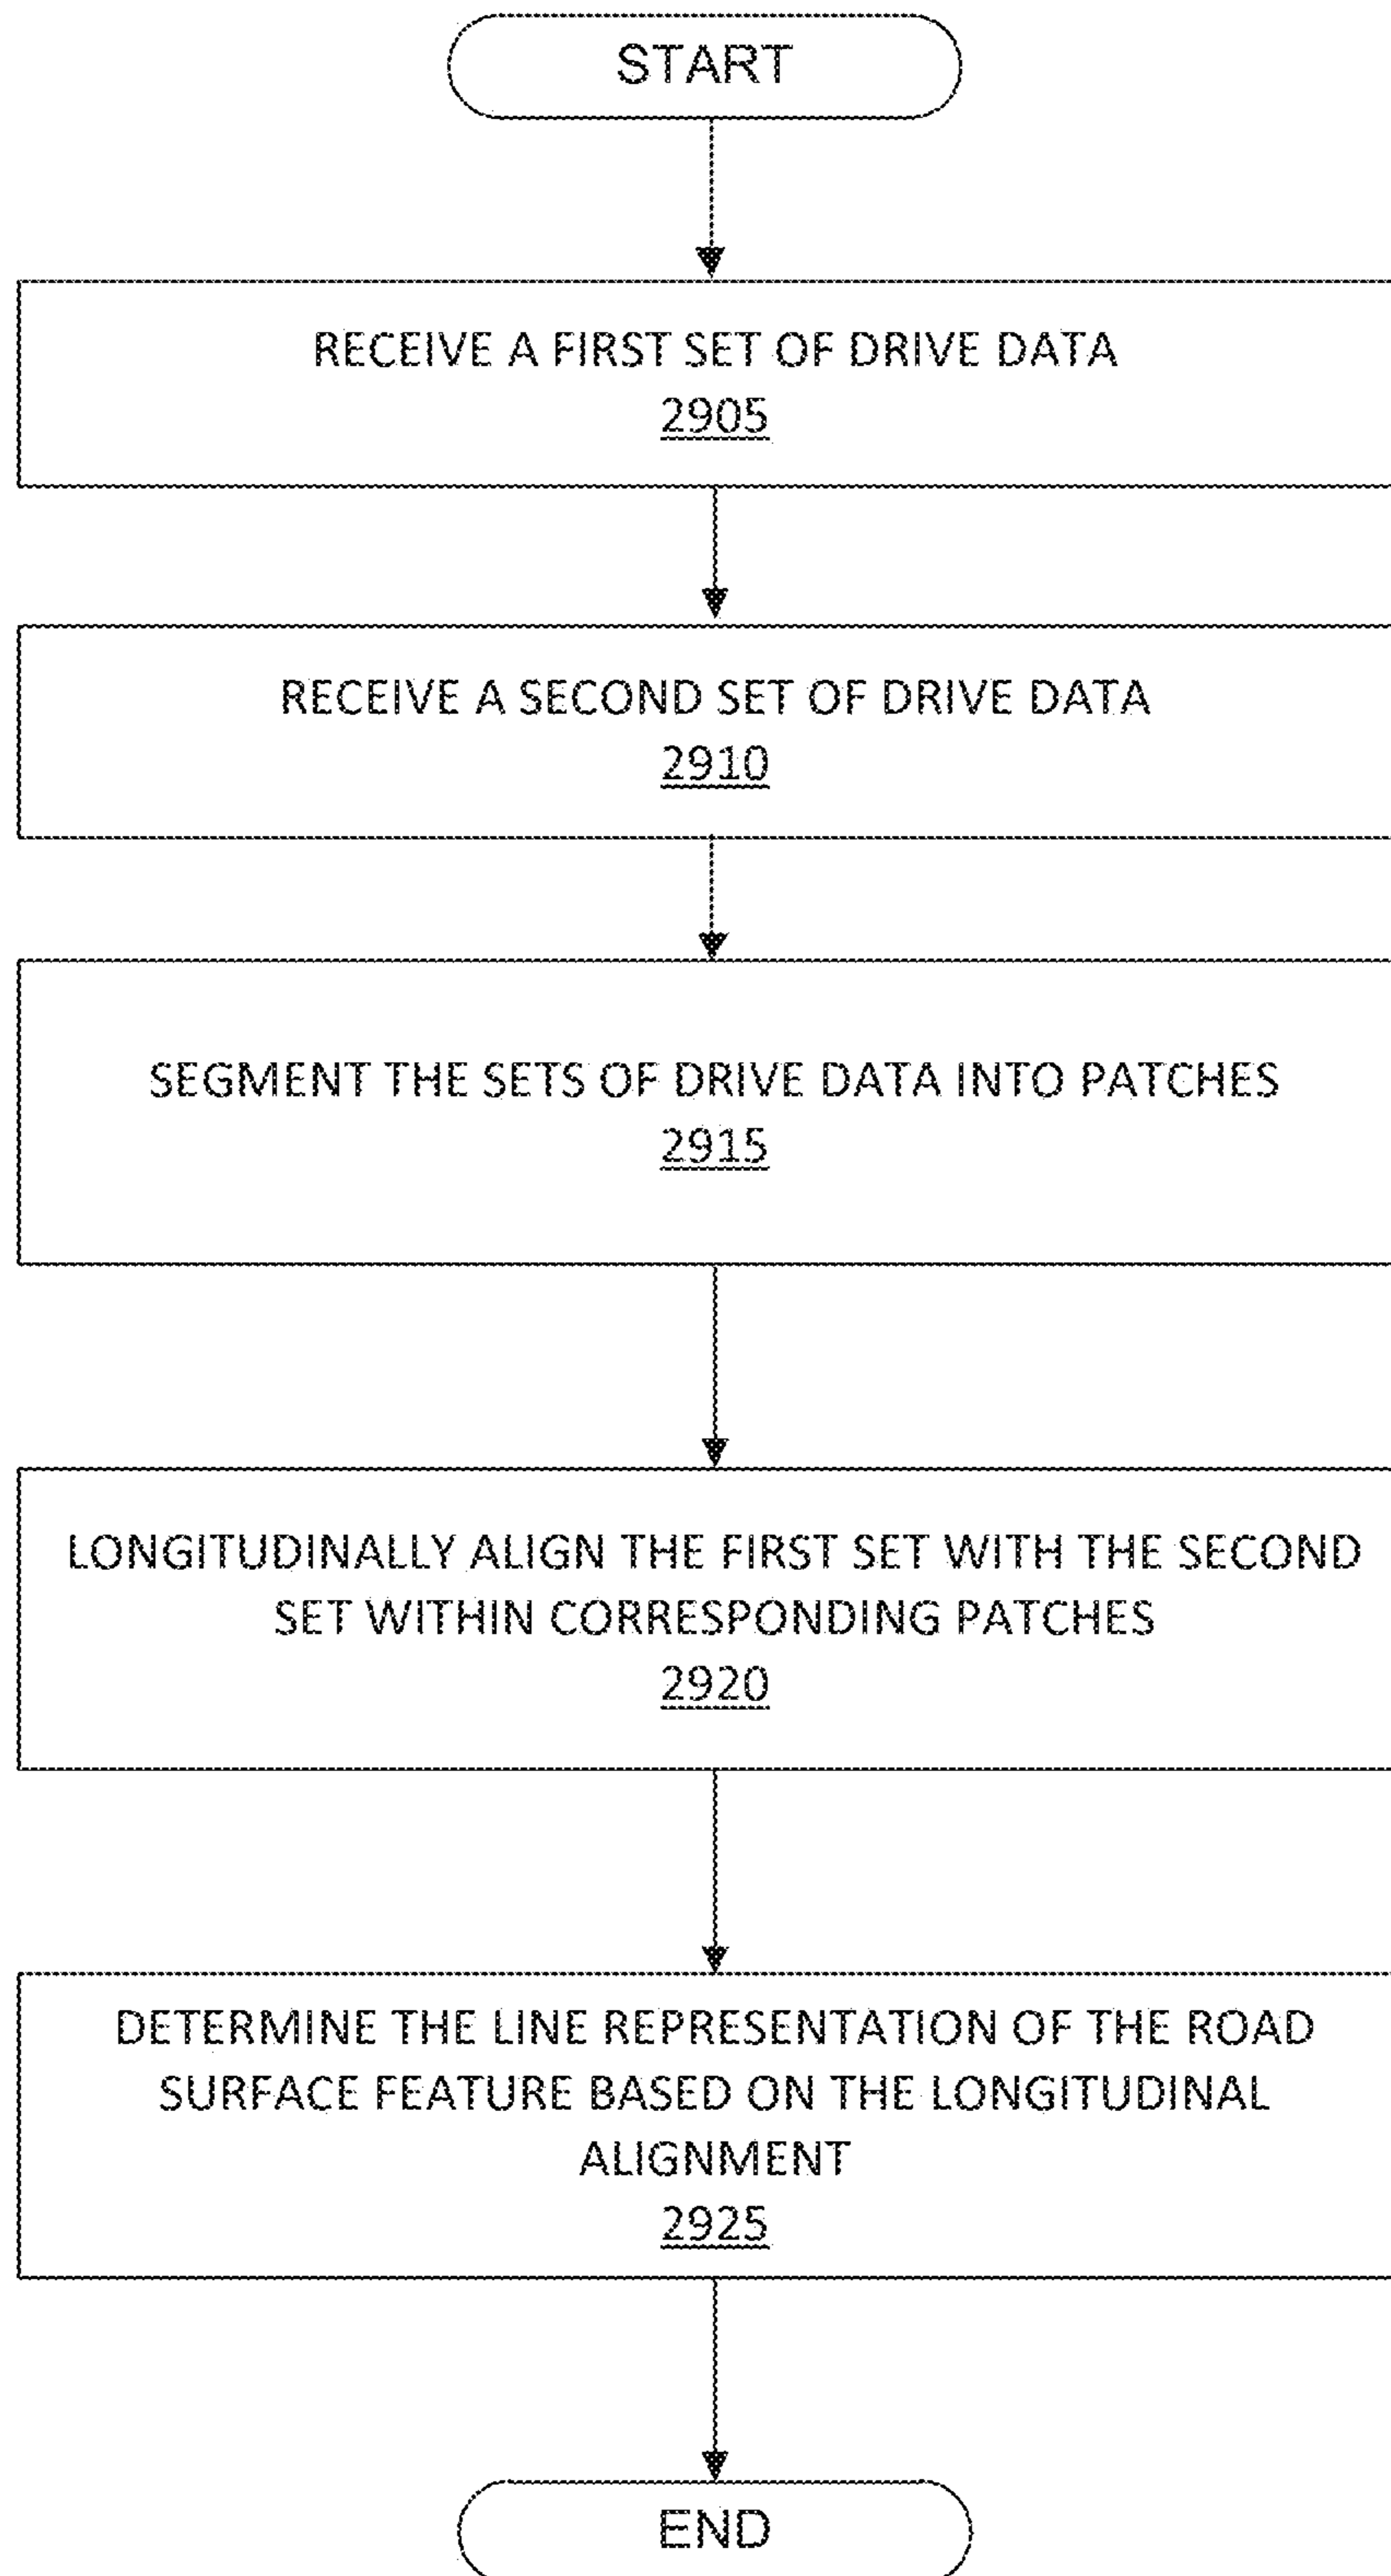 START
RECEIVE A FIRST SET OF DRIVE DATA
2905
RECEIVE A SECOND SET OF DRIVE DATA
2910
SEGMENT THE SETS OF DRIVE DATA INTO PATCHES
2915
LONGITUDINALLY ALIGN THE FIRST SET WITH THE SECOND
SET WITHIN CORRESPONDING PATCHES
2920
DETERMINE THE LINE REPRESENTATION OF THE ROAD
SURFACE FEATURE BASED ON THE LONGITUDINAL
ALIGNMENT
2925
END